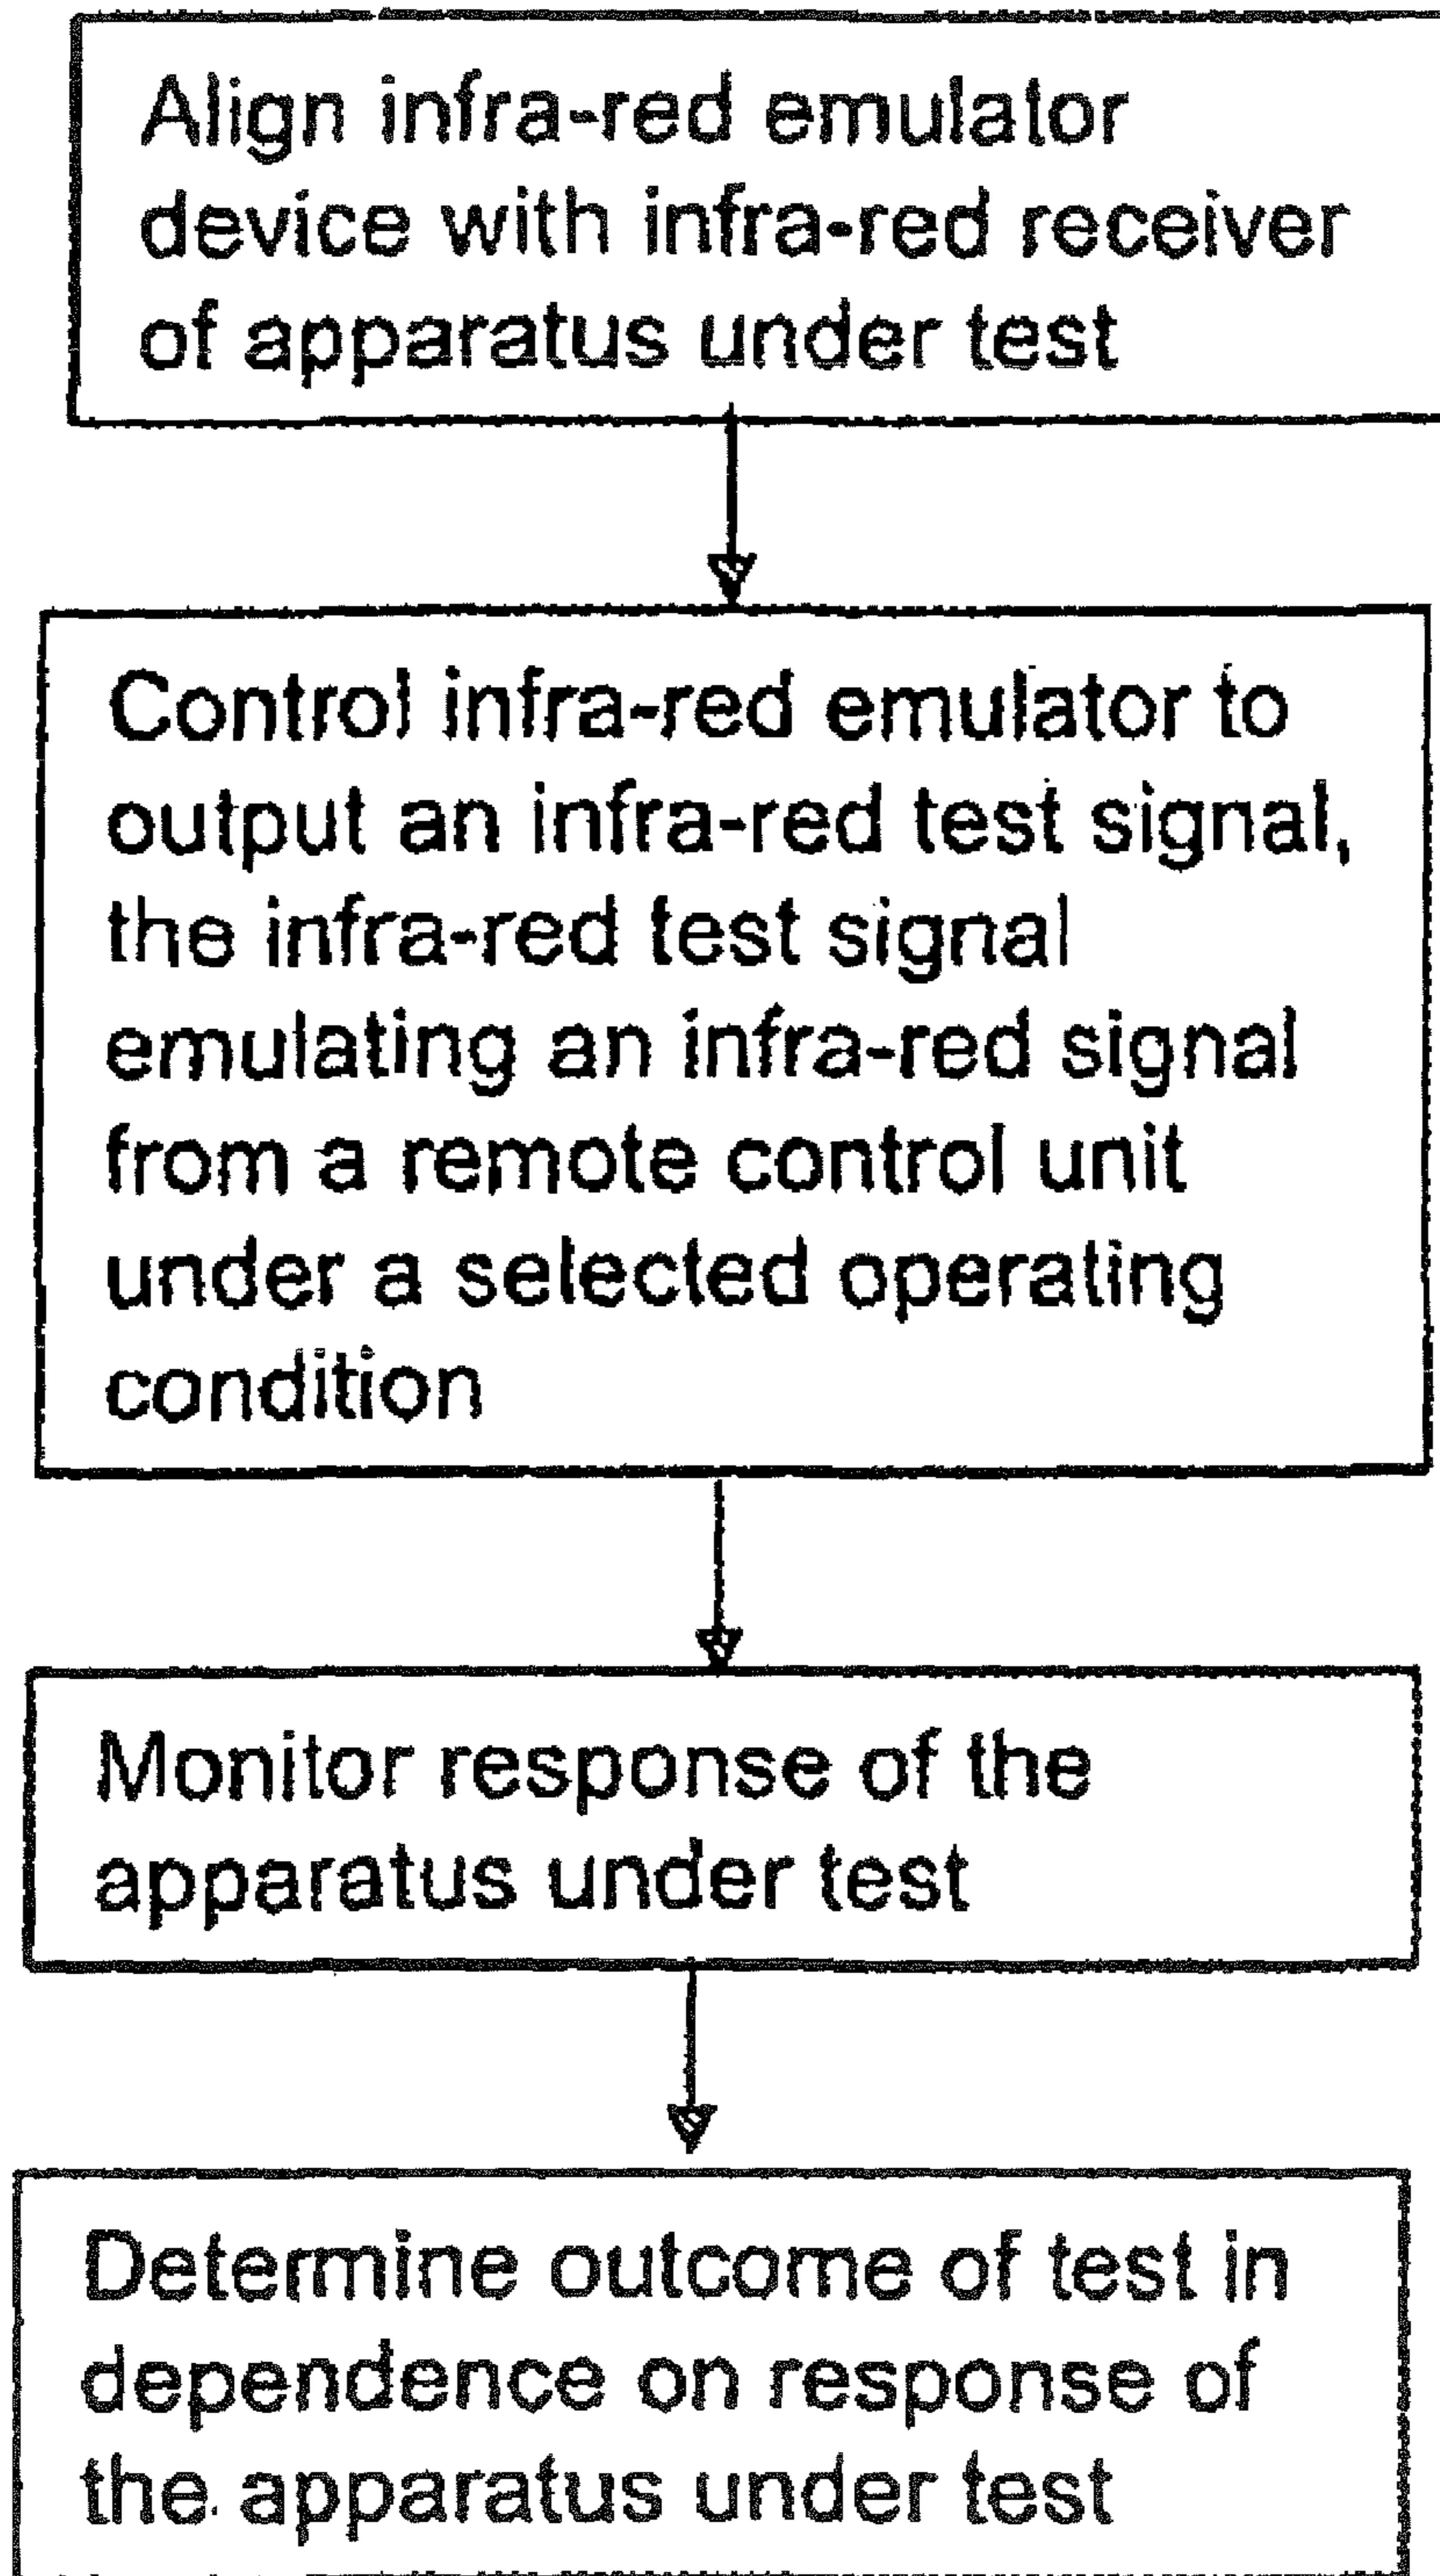 Align infra-red emulator
device with infra-red receiver
of apparatus under test
Control infra-red emulator to
output an infra-red test signal,
the infra-red test signal
emulating an infra-red signal
from a remote control unit
under a selected operating
condition
Monitor response of the
apparatus under test
Determine outcome of test in
dependence on response of
the apparatus under test